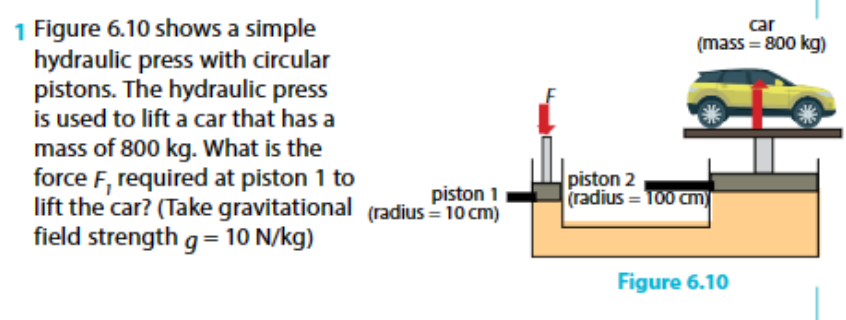 1 Figure 6.10 shows a simple
hydraulic press with circular
pistons. The hydraulic press
is used to lift a car that has a
mass of 800 kg. What is the
force F, required at piston 1 to
lift the car? (Take gravitational
field strength g = 10 N/kg)
car
(mass = 800 kg)
F
piston 1
(radius = 10 cm)
piston 2
(radius = 100 cm)
Figure 6.10